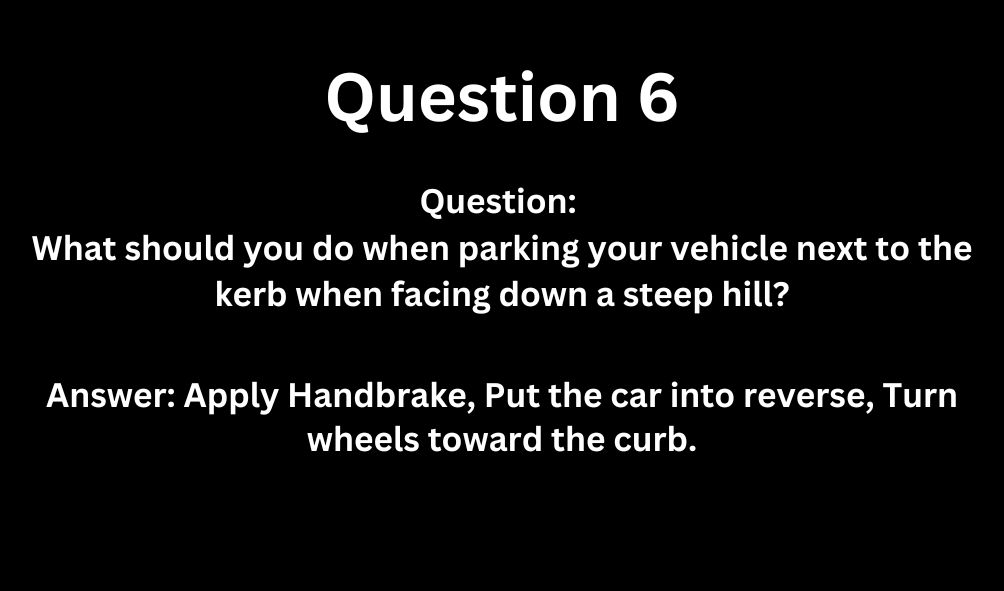 Question 6
Question:
What should you do when parking your vehicle next to the
kerb when facing down a steep hill?
Answer: Apply Handbrake, Put the car into reverse, Turn
wheels toward the curb.